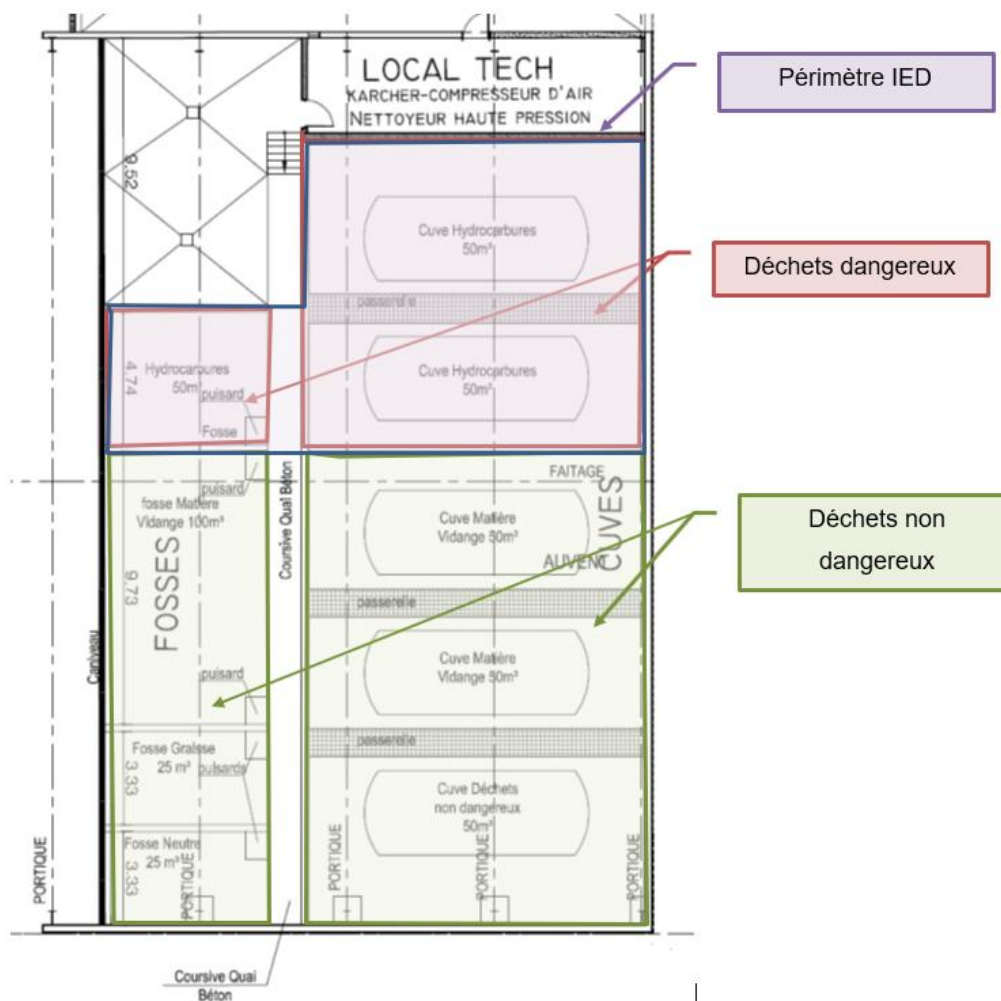 LOCAL TECH
KARCHER-COMPRESSEUR D'AIR
NETTOYEUR HAUTE PRESSION
Périmètre IED
9,52
Cuve Hydrocarbures
50m³
Déchets dangereux
passerelle
4,74
Hydrocarbures
50m³
puisard
Fosse
Cuve Hydrocarbures
50m³
puisard
fosse Matière
Vidange 100m³
FOSSES
9,73
Coursive Quai Béton
FAITAGE
CUVES
Cuve Matière
Vidange 50m³
AUVENT
Déchets non
dangereux
passerelle
Caniveau
puisard
Cuve Matière
Vidange 50m³
passerelle
Fosse Graisse
25 m³
puisards
3,33
Cuve Déchets
non dangereux
50m³
Fosse Neutre
25 m³
3,33
PORTIQUE
PORTIQUE
PORTIQUE
PORTIQUE
PORTIQUE
Coursive Quai
Béton